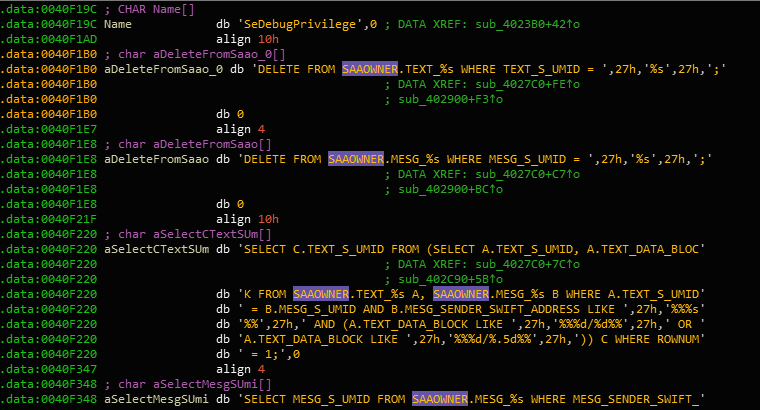 .data:0040F19C ; CHAR Name[]
.data:0040F19C Name db 'SeDebugPrivilege',0 ; DATA XREF: sub_4023B0+42↑o
.data:0040F1AD align 10h
.data:0040F1B0 ; char aDeleteFromSaao_0[]
.data:0040F1B0 aDeleteFromSaao_0 db 'DELETE FROM SAAOWNER.TEXT_%s WHERE TEXT_S_UMID = ',27h,'%s',27h,';'
.data:0040F1B0 ; DATA XREF: sub_4027C0+FE↑o
.data:0040F1B0 ; sub_402900+F3↑o
.data:0040F1B0 db 0
.data:0040F1E7 align 4
.data:0040F1E8 ; char aDeleteFromSaao[]
.data:0040F1E8 aDeleteFromSaao db 'DELETE FROM SAAOWNER.MESG_%s WHERE MESG_S_UMID = ',27h,'%s',27h,';'
.data:0040F1E8 ; DATA XREF: sub_4027C0+C7↑o
.data:0040F1E8 ; sub_402900+BC↑o
.data:0040F1E8 db 0
.data:0040F21F align 10h
.data:0040F220 ; char aSelectCTextSUm[]
.data:0040F220 aSelectCTextSUm db 'SELECT C.TEXT_S_UMID FROM (SELECT A.TEXT_S_UMID, A.TEXT_DATA_BLOC'
.data:0040F220 ; DATA XREF: sub_4027C0+7C↑o
.data:0040F220 ; sub_402C90+5B↑o
.data:0040F220 db 'K FROM SAAOWNER.TEXT_%s A, SAAOWNER.MESG_%s B WHERE A.TEXT_S_UMID'
.data:0040F220 db ' = B.MESG_S_UMID AND B.MESG_SENDER_SWIFT_ADDRESS LIKE ',27h,'%%%s'
.data:0040F220 db '%%',27h,' AND (A.TEXT_DATA_BLOCK LIKE ',27h,'%%%d/%d%%',27h,' OR '
.data:0040F220 db 'A.TEXT_DATA_BLOCK LIKE ',27h,'%%%d/%.5d%%',27h,')) C WHERE ROWNUM'
.data:0040F220 db ' = 1;',0
.data:0040F347 align 4
.data:0040F348 ; char aSelectMesgSUmi[]
.data:0040F348 aSelectMesgSUmi db 'SELECT MESG_S_UMID FROM SAAOWNER.MESG_%s WHERE MESG_SENDER_SWIFT_'